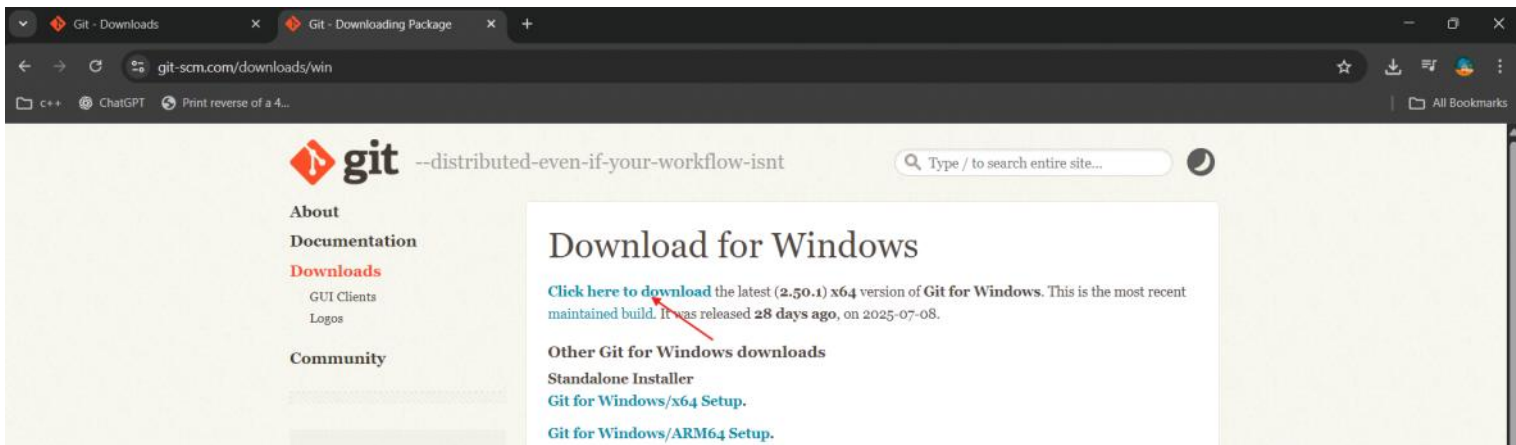 Git - Downloads
Git - Downloading Package
git-scm.com/downloads/win
c++
ChatGPT
Print reverse of a 4...
All Bookmarks
git --distributed-even-if-your-workflow-isnt
Type / to search entire site...
About
Documentation
Downloads
GUI Clients
Logos
Community
Download for Windows
Click here to download the latest (2.50.1) x64 version of Git for Windows. This is the most recent
maintained build. It was released 28 days ago, on 2025-07-08.
Other Git for Windows downloads
Standalone Installer
Git for Windows/x64 Setup.
Git for Windows/ARM64 Setup.